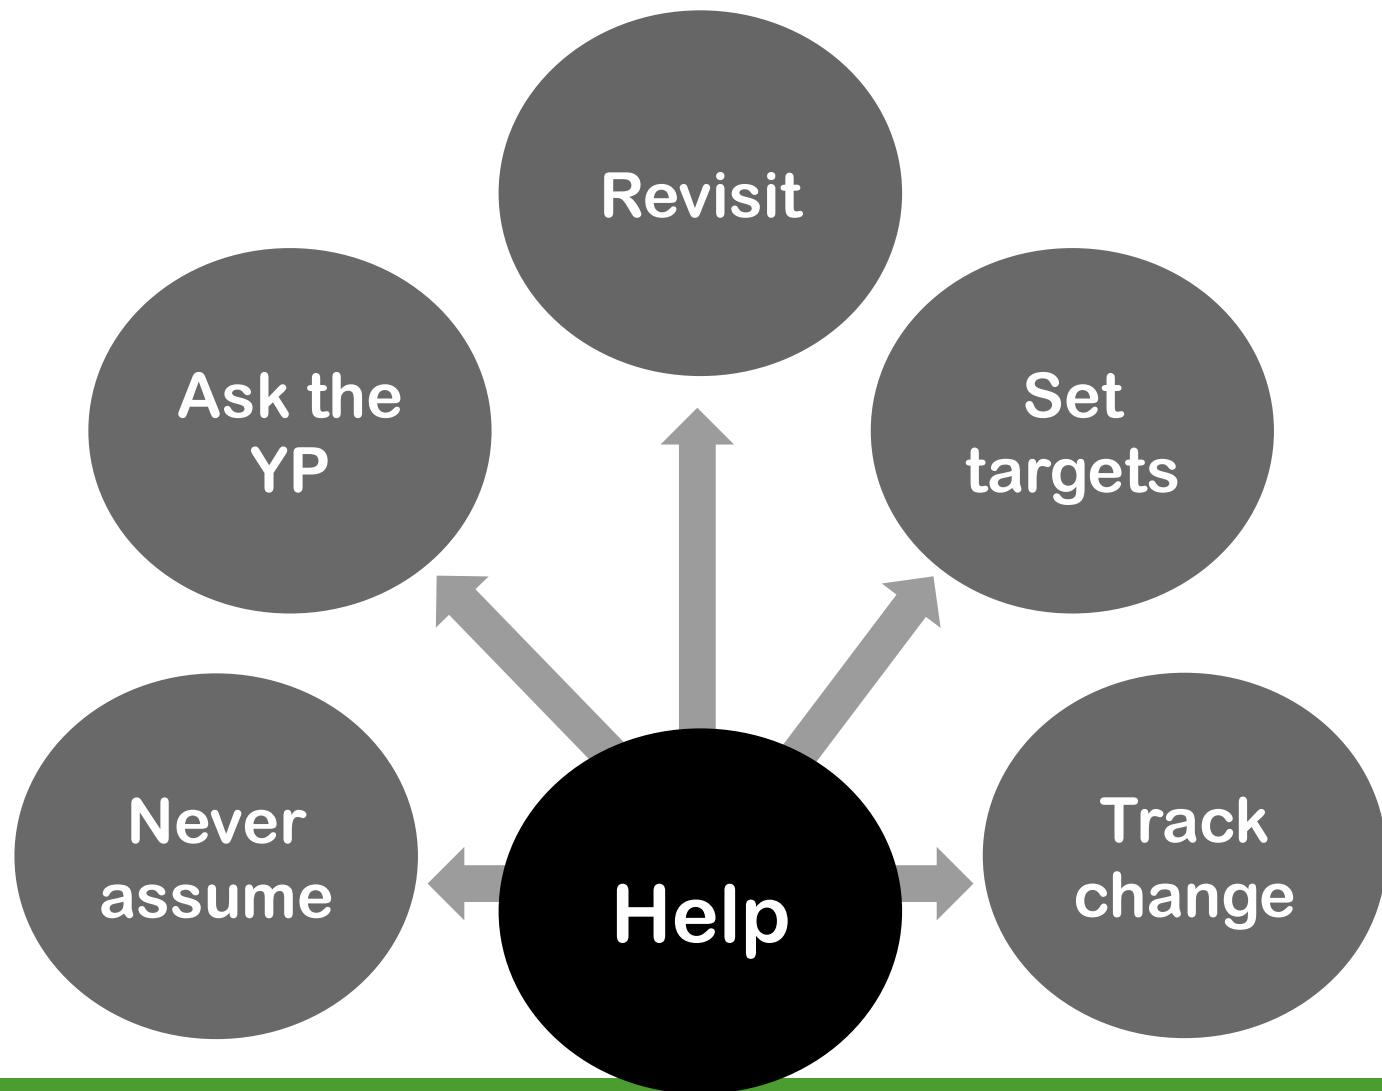 Revisit
Ask the
YP
Set
targets
Never
assume
Help
Track
change